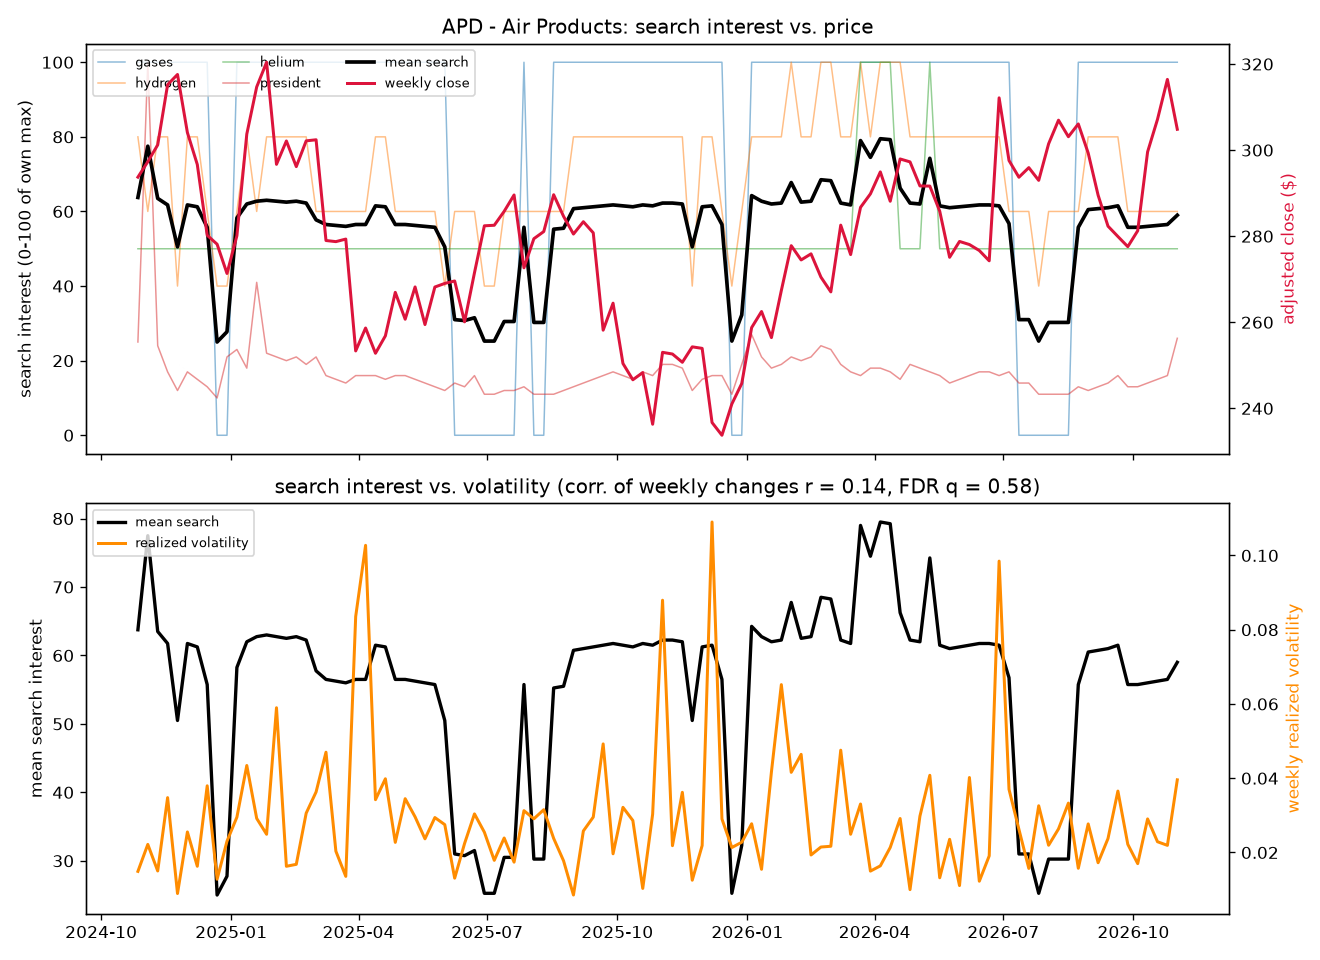 APD - Air Products: search interest vs. price
gases
helium
mean search
hydrogen
president
weekly close
search interest (0-100 of own max)
100
80
60
40
20
0
320
300
280
260
240
adjusted close ($)
search interest vs. volatility (corr. of weekly changes r = 0.14, FDR q = 0.58)
mean search
realized volatility
mean search interest
80
70
60
50
40
30
0.10
0.08
0.06
0.04
0.02
weekly realized volatility
2024-10
2025-01
2025-04
2025-07
2025-10
2026-01
2026-04
2026-07
2026-10